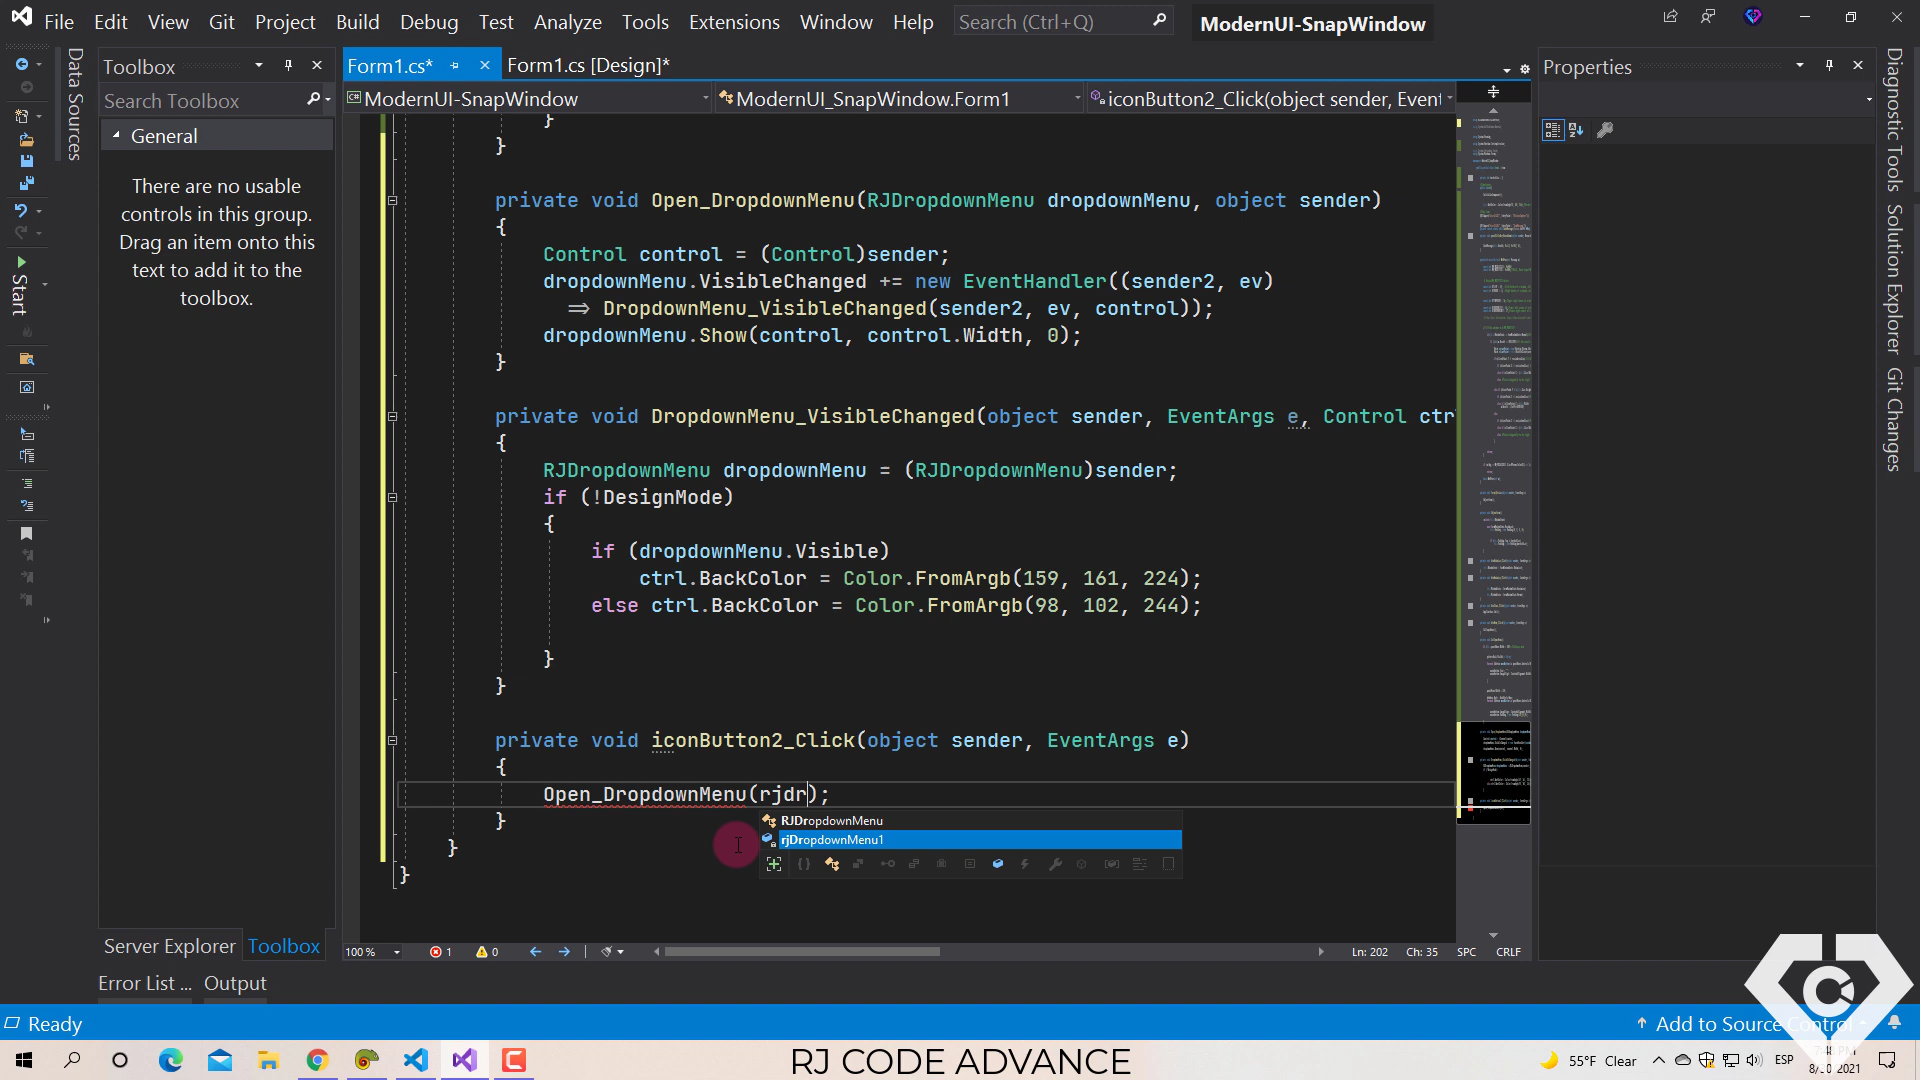 File Edit View Git Project Build Debug Test Analyze Tools Extensions Window Help Search (Ctrl+Q) ModernUI-SnapWindow
Data Sources
Toolbox
Search Toolbox
General
There are no usable
controls in this group.
Drag an item onto this
text to add it to the
toolbox.
Start
Server Explorer Toolbox
Error List ... Output
Form1.cs* Form1.cs [Design]*
ModernUI-SnapWindow ModernUI_SnapWindow.Form1 iconButton2_Click(object sender, Event
}
}
private void Open_DropdownMenu(RJDropdownMenu dropdownMenu, object sender)
{
Control control = (Control)sender;
dropdownMenu.VisibleChanged += new EventHandler((sender2, ev)
=> DropdownMenu_VisibleChanged(sender2, ev, control));
dropdownMenu.Show(control, control.Width, 0);
}
private void DropdownMenu_VisibleChanged(object sender, EventArgs e, Control ctr
{
RJDropdownMenu dropdownMenu = (RJDropdownMenu)sender;
if (!DesignMode)
{
if (dropdownMenu.Visible)
ctrl.BackColor = Color.FromArgb(159, 161, 224);
else ctrl.BackColor = Color.FromArgb(98, 102, 244);
}
}
private void iconButton2_Click(object sender, EventArgs e)
{
Open_DropdownMenu(rjdr);
}
}
}
RJDropdownMenu
rjDropdownMenu1
100 % 1 0 Ln: 202 Ch: 35 SPC CRLF
Properties
Diagnostic Tools
Solution Explorer
Git Changes
Ready
Add to Source Control
RJ CODE ADVANCE
55°F Clear
ESP